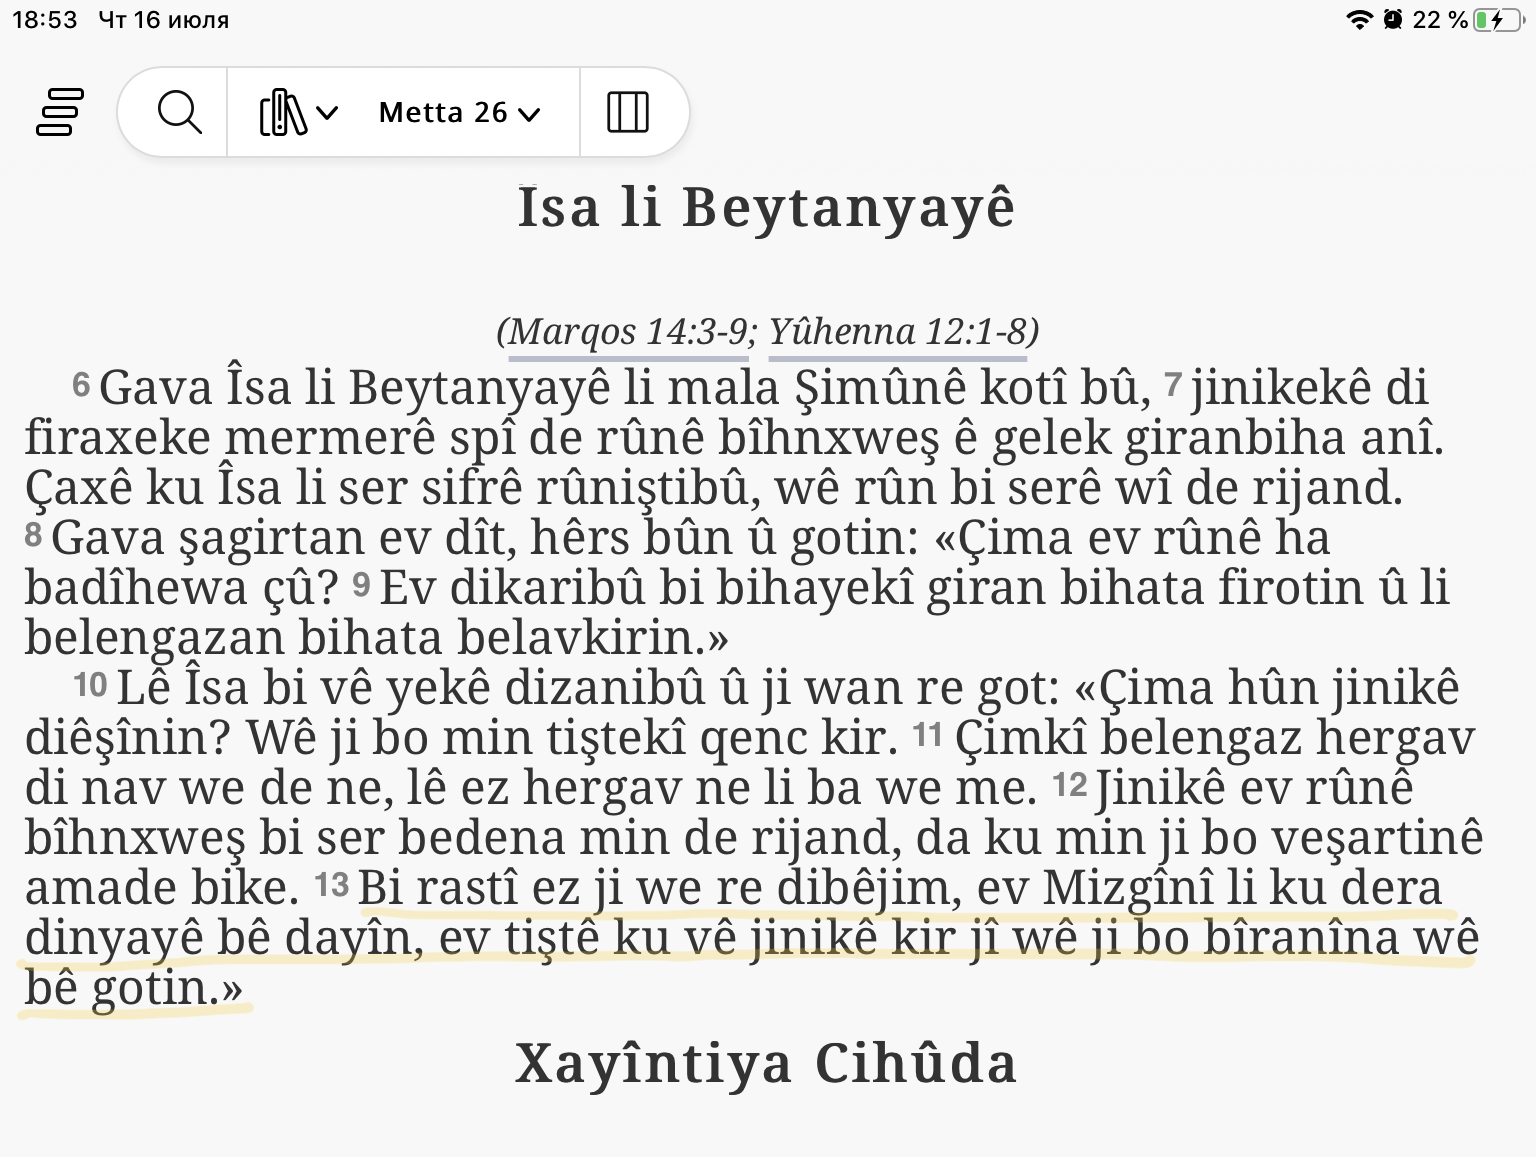 18:53 Чт 16 июля 22 %
Metta 26
Îsa li Beytanyayê
(Marqos 14:3-9; Yûhenna 12:1-8)
6 Gava Îsa li Beytanyayê li mala Şimûnê kotî bû, 7 jinikekê di
firaxeke mermerê spî de rûnê bîhnxweş ê gelek giranbiha anî.
Çaxê ku Îsa li ser sifrê rûniştibû, wê rûn bi serê wî de rijand.
8 Gava şagirtan ev dît, hêrs bûn û gotin: «Çima ev rûnê ha
badîhewa çû? 9 Ev dikaribû bi bihayekî giran bihata firotin û li
belengazan bihata belavkirin.»
10 Lê Îsa bi vê yekê dizanibû û ji wan re got: «Çima hûn jinikê
diêşînin? Wê ji bo min tiştekî qenc kir. 11 Çimkî belengaz hergav
di nav we de ne, lê ez hergav ne li ba we me. 12 Jinikê ev rûnê
bîhnxweş bi ser bedena min de rijand, da ku min ji bo veşartinê
amade bike. 13 Bi rastî ez ji we re dibêjim, ev Mizgînî li ku dera
dinyayê bê dayîn, ev tiştê ku vê jinikê kir jî wê ji bo bîranîna wê
bê gotin.»
Xayîntiya Cihûda